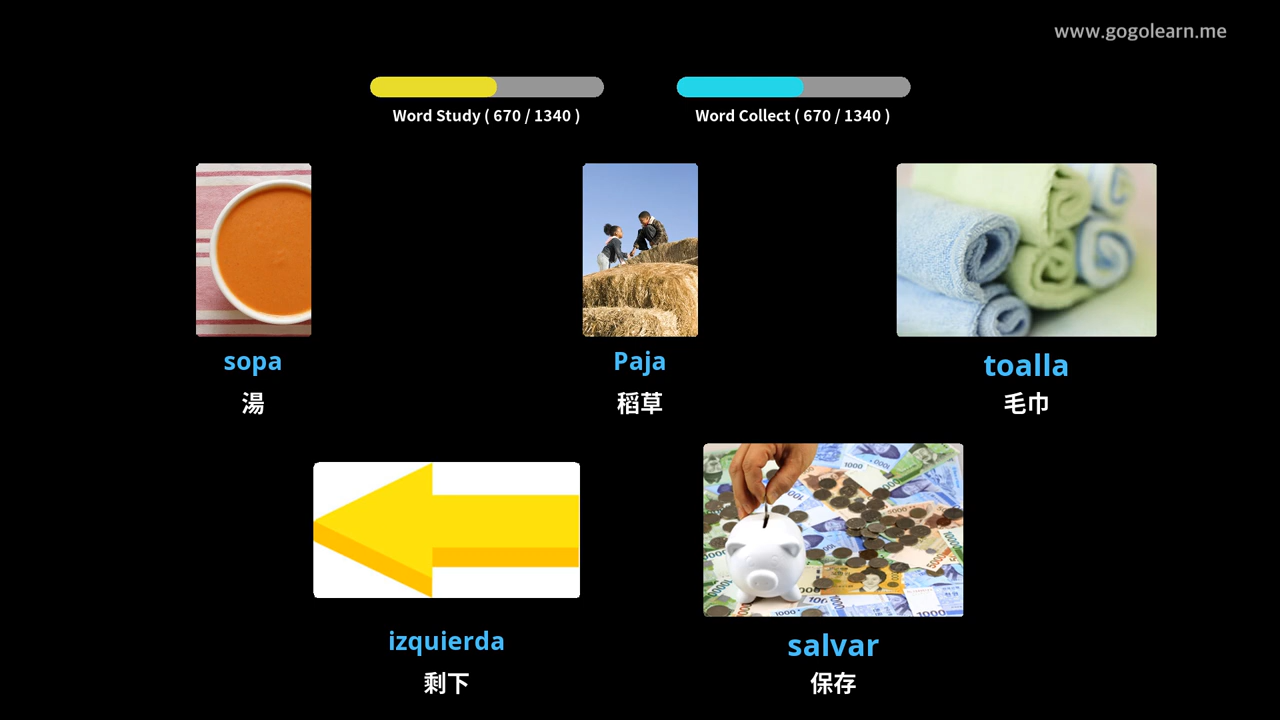 www.gogolearn.me
Word Study ( 670 / 1340 )
Word Collect ( 670 / 1340 )
sopa
湯
Paja
稻草
toalla
毛巾
izquierda
剩下
salvar
保存